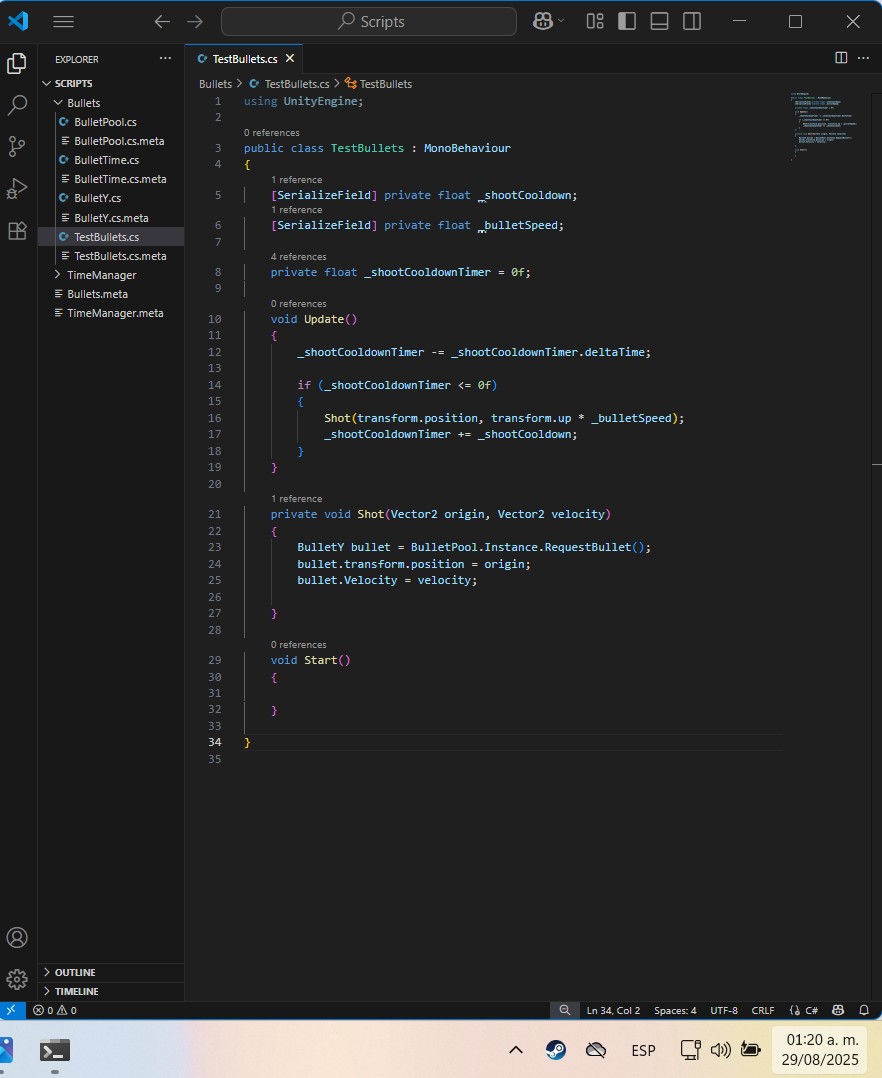 Scripts
EXPLORER
TestBullets.cs
SCRIPTS
Bullets
BulletPool.cs
BulletPool.cs.meta
BulletTime.cs
BulletTime.cs.meta
BulletY.cs
BulletY.cs.meta
TestBullets.cs
TestBullets.cs.meta
TimeManager
Bullets.meta
TimeManager.meta
OUTLINE
TIMELINE
Bullets > TestBullets.cs > TestBullets
1 using UnityEngine;
2
0 references
3 public class TestBullets : MonoBehaviour
4 {
1 reference
5 [SerializeField] private float _shootCooldown;
1 reference
6 [SerializeField] private float _bulletSpeed;
7
4 references
8 private float _shootCooldownTimer = 0f;
9
0 references
10 void Update()
11 {
12 _shootCooldownTimer -= _shootCooldownTimer.deltaTime;
13
14 if (_shootCooldownTimer <= 0f)
15 {
16 Shot(transform.position, transform.up * _bulletSpeed);
17 _shootCooldownTimer += _shootCooldown;
18 }
19 }
20
1 reference
21 private void Shot(Vector2 origin, Vector2 velocity)
22 {
23 BulletY bullet = BulletPool.Instance.RequestBullet();
24 bullet.transform.position = origin;
25 bullet.Velocity = velocity;
26
27 }
28
0 references
29 void Start()
30 {
31
32 }
33
34 }
35
0 0 Ln 34, Col 2 Spaces: 4 UTF-8 CRLF {} C#
ESP
01:20 a. m.
29/08/2025